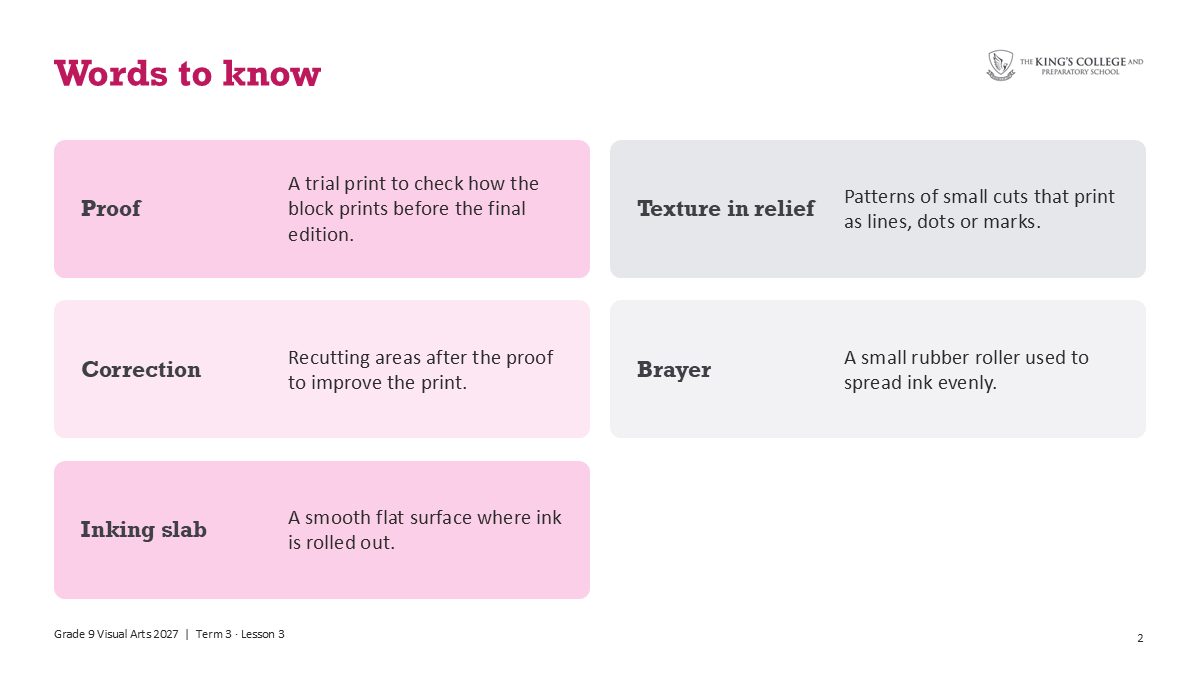 Words to know
THE KING'S COLLEGE AND
PREPARATORY SCHOOL
Proof
A trial print to check how the
block prints before the final
edition.
Texture in relief
Patterns of small cuts that print
as lines, dots or marks.
Correction
Recutting areas after the proof
to improve the print.
Brayer
A small rubber roller used to
spread ink evenly.
Inking slab
A smooth flat surface where ink
is rolled out.
Grade 9 Visual Arts 2027 | Term 3 · Lesson 3
2